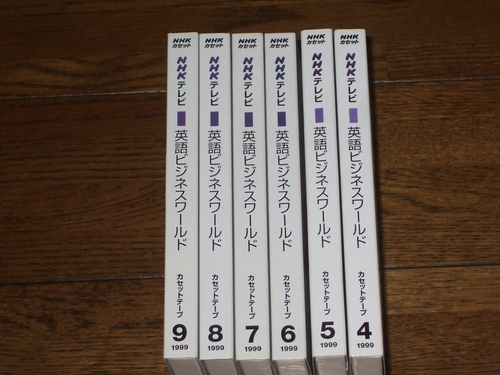 NHK
カセット
NHKテレビ
英語ビジネスワールド
カセットテープ
9
1999
NHK
カセット
NHKテレビ
英語ビジネスワールド
カセットテープ
8
1999
NHK
カセット
NHKテレビ
英語ビジネスワールド
カセットテープ
7
1999
NHK
カセット
NHKテレビ
英語ビジネスワールド
カセットテープ
6
1999
NHK
カセット
NHKテレビ
英語ビジネスワールド
カセットテープ
5
1999
NHK
カセット
NHKテレビ
英語ビジネスワールド
カセットテープ
4
1999